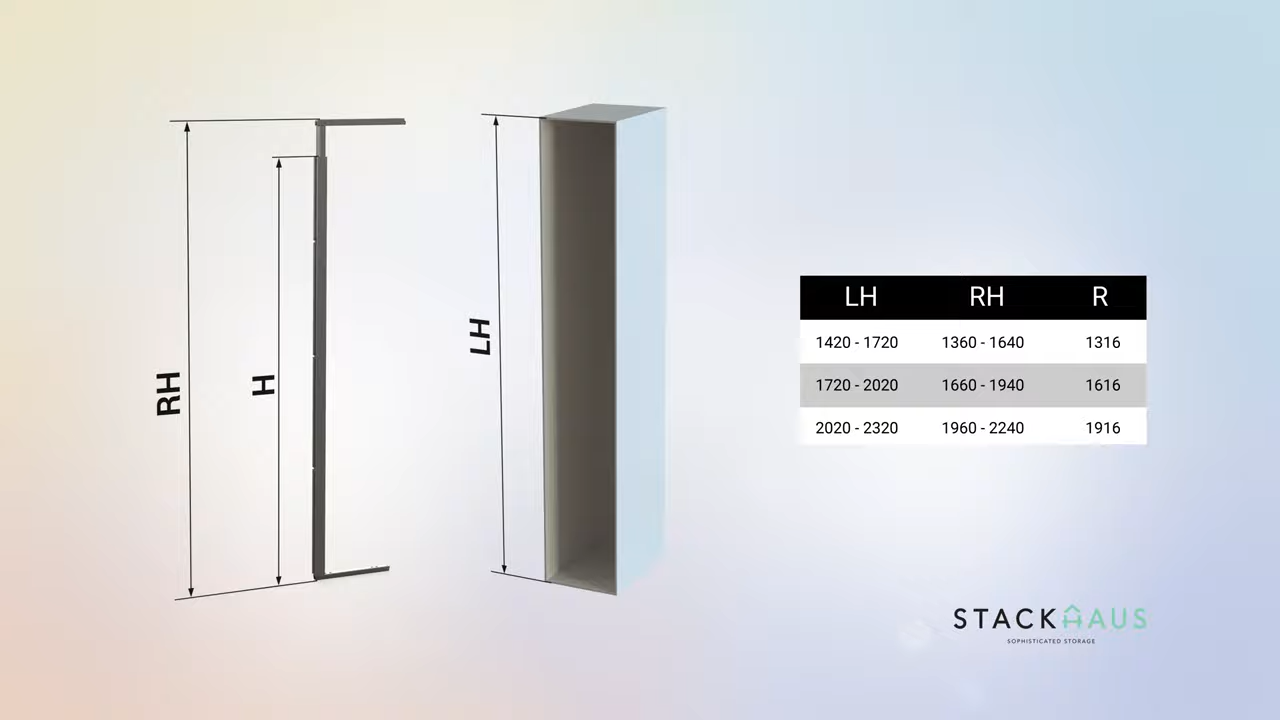 RH
H
LH
LH RH R
1420 - 1720 1360 - 1640 1316
1720 - 2020 1660 - 1940 1616
2020 - 2320 1960 - 2240 1916
STACKHAUS
SOPHISTICATED STORAGE